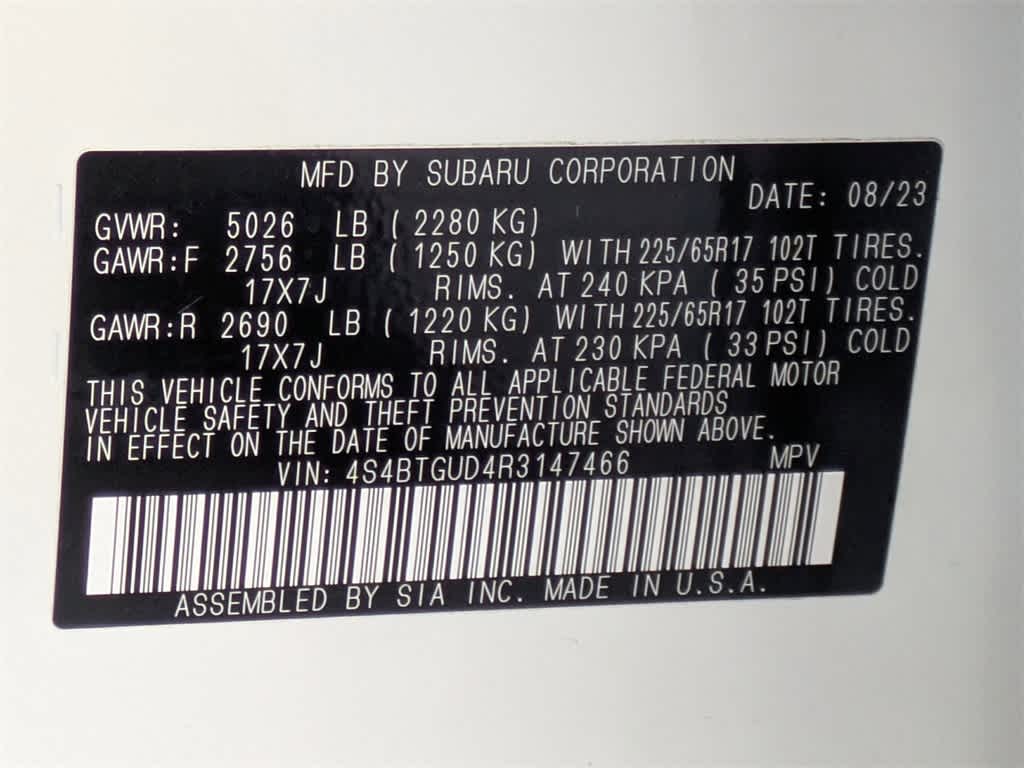 MFD BY SUBARU CORPORATION
DATE: 08/23
GVWR: 5026 LB ( 2280 KG)
GAWR:F 2756 LB ( 1250 KG) WITH 225/65R17 102T TIRES.
17X7J RIMS. AT 240 KPA ( 35 PSI) COLD
GAWR:R 2690 LB ( 1220 KG) WITH 225/65R17 102T TIRES.
17X7J RIMS. AT 230 KPA ( 33 PSI) COLD
THIS VEHICLE CONFORMS TO ALL APPLICABLE FEDERAL MOTOR
VEHICLE SAFETY AND THEFT PREVENTION STANDARDS
IN EFFECT ON THE DATE OF MANUFACTURE SHOWN ABOVE.
VIN: 4S4BTGUD4R3147466 MPV
ASSEMBLED BY SIA INC. MADE IN U.S.A.